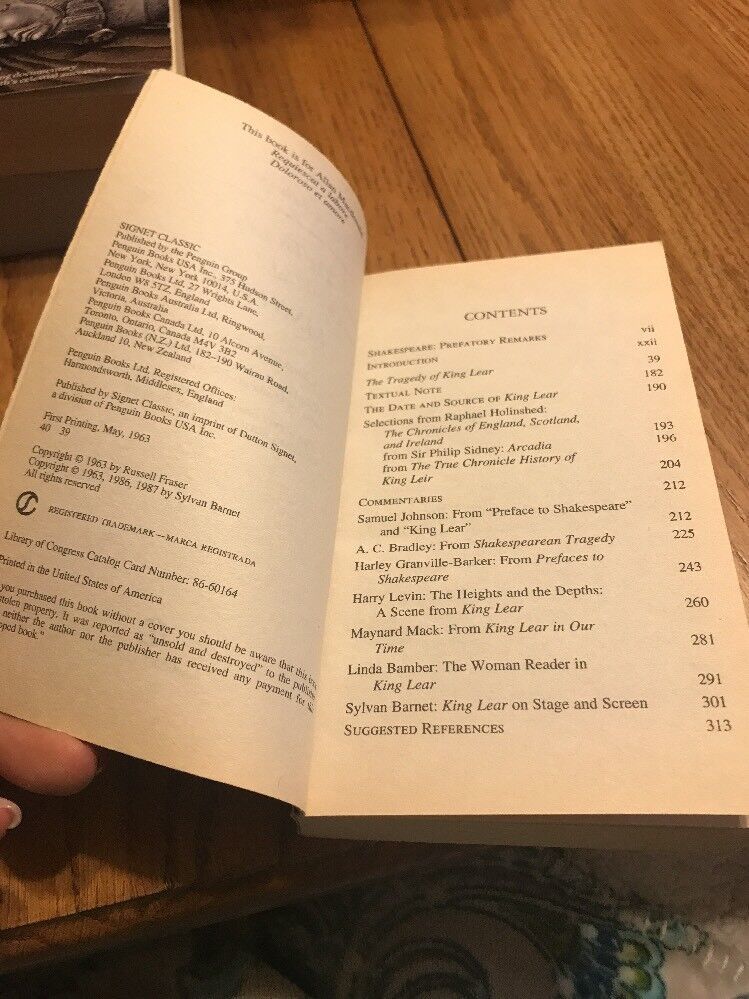 documentary
This book is for Allan Macdonald
Requiescat a labore
Doloroso et amore
SIGNET CLASSIC
Published by the Penguin Group
Penguin Books USA Inc., 375 Hudson Street,
New York, New York 10014, U.S.A.
Penguin Books Ltd, 27 Wrights Lane,
London W8 5TZ, England
Penguin Books Australia Ltd, Ringwood,
Victoria, Australia
Penguin Books Canada Ltd, 10 Alcorn Avenue,
Toronto, Ontario, Canada M4V 3B2
Penguin Books (N.Z.) Ltd, 182–190 Wairau Road,
Auckland 10, New Zealand
Penguin Books Ltd, Registered Offices:
Harmondsworth, Middlesex, England
Published by Signet Classic, an imprint of Dutton Signet,
a division of Penguin Books USA Inc.
First Printing, May, 1963
40 39
Copyright © 1963 by Russell Fraser
Copyright © 1963, 1986, 1987 by Sylvan Barnet
All rights reserved
REGISTERED TRADEMARK—MARCA REGISTRADA
Library of Congress Catalog Card Number: 86-60164
Printed in the United States of America
you purchased this book without a cover you should be aware that this
stolen property. It was reported as "unsold and destroyed" to the
neither the author nor the publisher has received any payment for
book."
CONTENTS
SHAKESPEARE: PREFATORY REMARKS vii
INTRODUCTION xxii
The Tragedy of King Lear 39
TEXTUAL NOTE 182
THE DATE AND SOURCE OF King Lear 190
Selections from Raphael Holinshed:
The Chronicles of England, Scotland,
and Ireland 193
from Sir Philip Sidney: Arcadia 196
from The True Chronicle History of
King Leir 204
COMMENTARIES 212
Samuel Johnson: From "Preface to Shakespeare"
and "King Lear" 212
A. C. Bradley: From Shakespearean Tragedy 225
Harley Granville-Barker: From Prefaces to
Shakespeare 243
Harry Levin: The Heights and the Depths:
A Scene from King Lear 260
Maynard Mack: From King Lear in Our
Time 281
Linda Bamber: The Woman Reader in
King Lear 291
Sylvan Barnet: King Lear on Stage and Screen 301
SUGGESTED REFERENCES 313